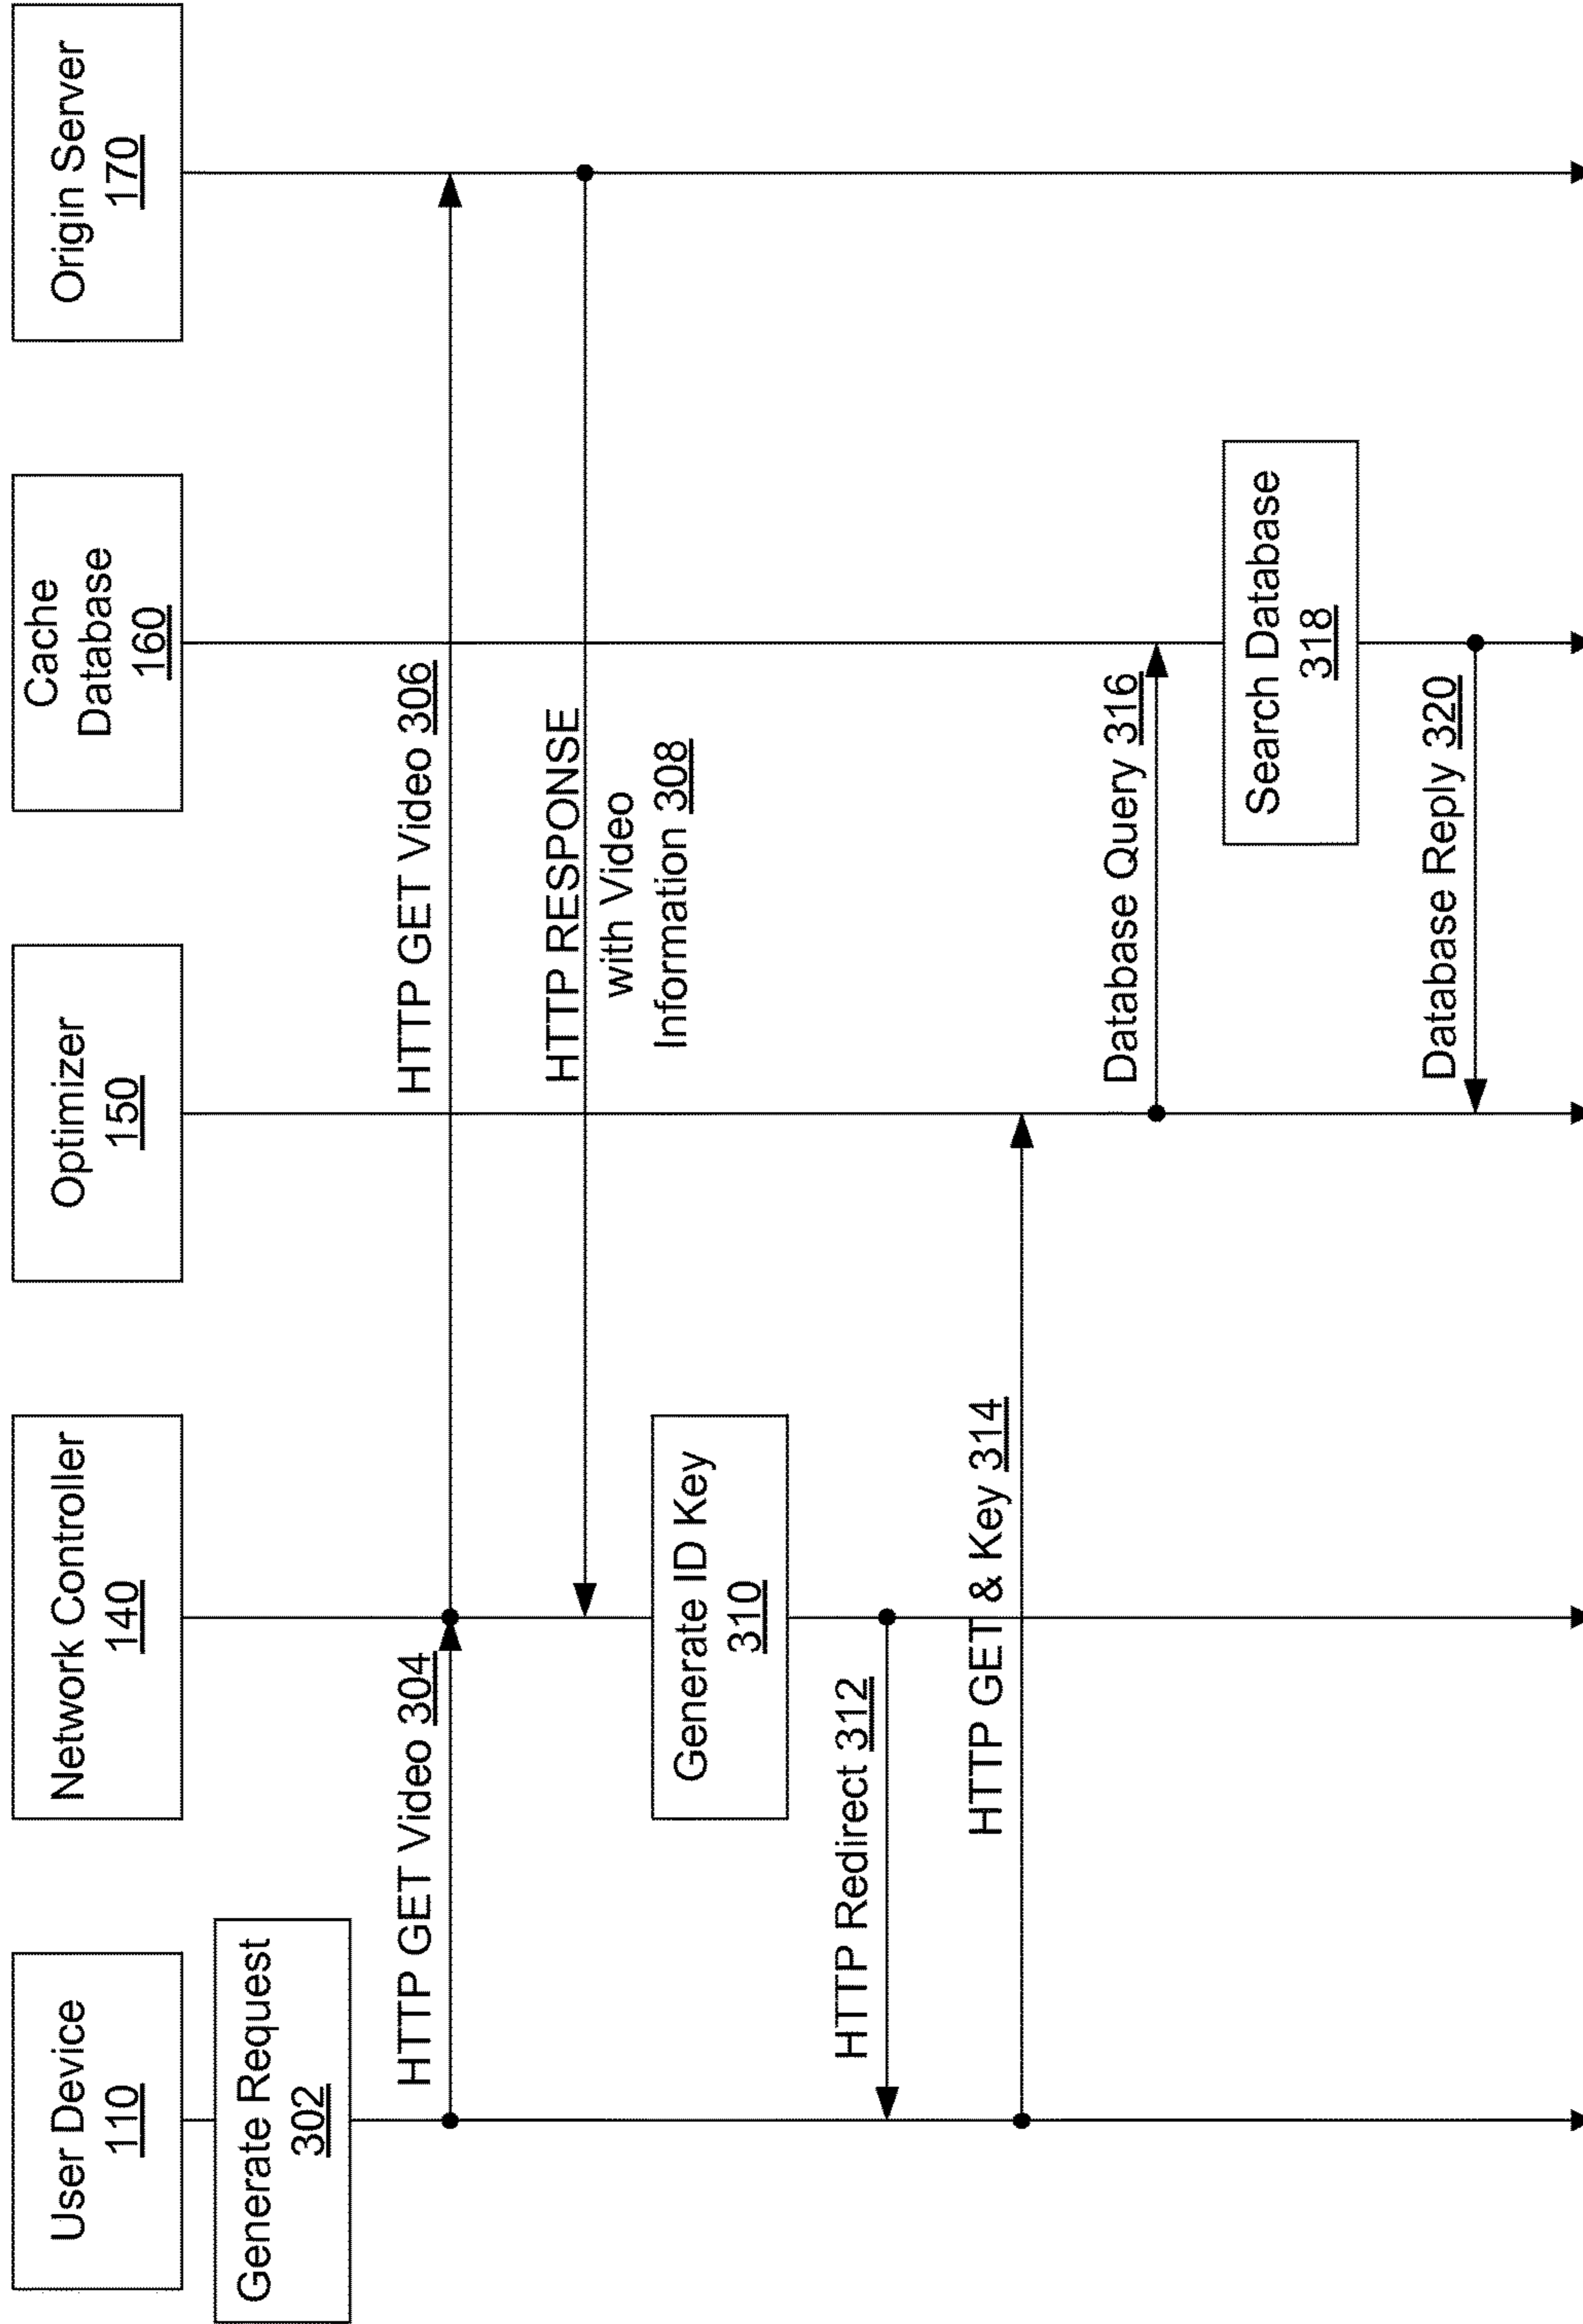 User Device
110
Network Controller
140
Optimizer
150
Cache
Database
160
Origin Server
170
Generate Request
302
HTTP GET Video 304
HTTP GET Video 306
HTTP RESPONSE
with Video
Information 308
Generate ID Key
310
HTTP Redirect 312
HTTP GET & Key 314
Database Query 316
Search Database
318
Database Reply 320